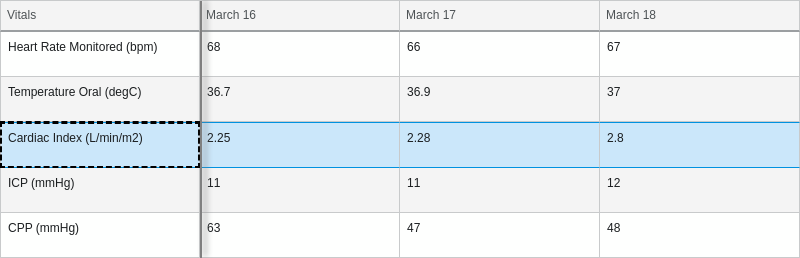 Vitals March 16 March 17 March 18
Heart Rate Monitored (bpm) 68 66 67
Temperature Oral (degC) 36.7 36.9 37
Cardiac Index (L/min/m2) 2.25 2.28 2.8
ICP (mmHg) 11 11 12
CPP (mmHg) 63 47 48